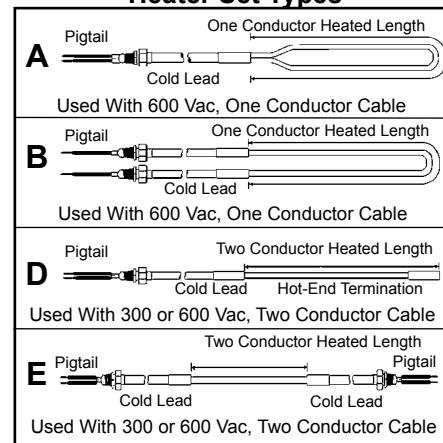 Heater Set Types
One Conductor Heated Length
Pigtail
A
Cold Lead
Used With 600 Vac, One Conductor Cable
One Conductor Heated Length
Pigtail
B
Cold Lead
Used With 600 Vac, One Conductor Cable
Two Conductor Heated Length
Pigtail
D
Cold Lead Hot-End Termination
Used With 300 or 600 Vac, Two Conductor Cable
Two Conductor Heated Length
Pigtail Pigtail
E
Cold Lead Cold Lead
Used With 300 or 600 Vac, Two Conductor Cable